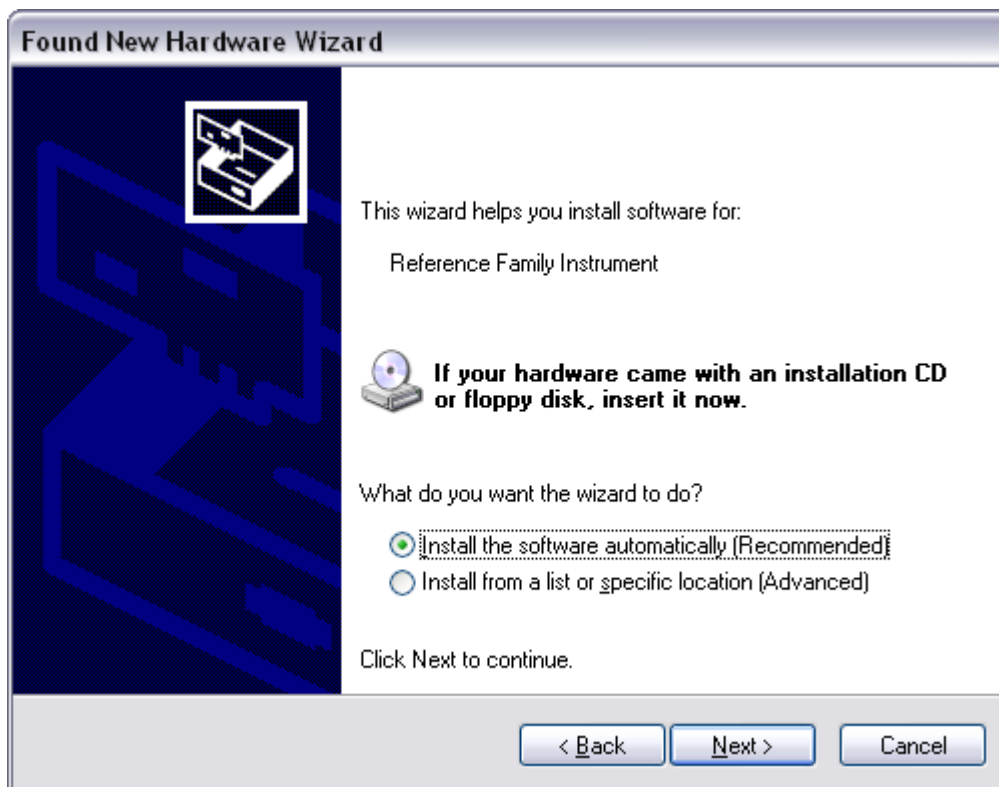 Found New Hardware Wizard
This wizard helps you install software for:
Reference Family Instrument
If your hardware came with an installation CD
or floppy disk, insert it now.
What do you want the wizard to do?
Install the software automatically (Recommended)
Install from a list or specific location (Advanced)
Click Next to continue.
< Back
Next >
Cancel